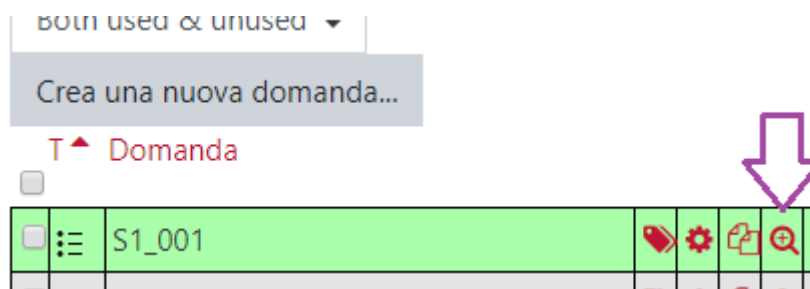 Both used & unused
Crea una nuova domanda...
T Domanda
S1_001